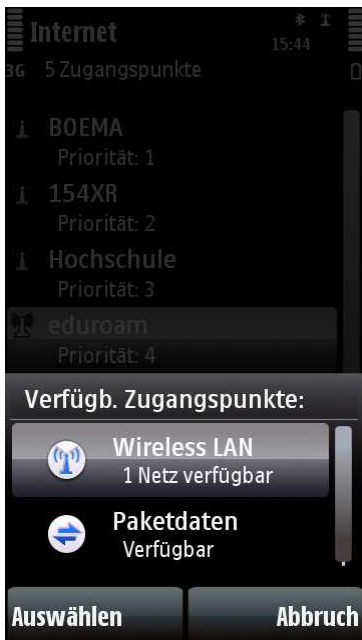 Internet
15:44
3G 5 Zugangspunkte
BOEMA
Priorität: 1
154XR
Priorität: 2
Hochschule
Priorität: 3
eduroam
Priorität: 4
Verfügb. Zugangspunkte:
Wireless LAN
1 Netz verfügbar
Paketdaten
Verfügbar
Auswählen Abbruch